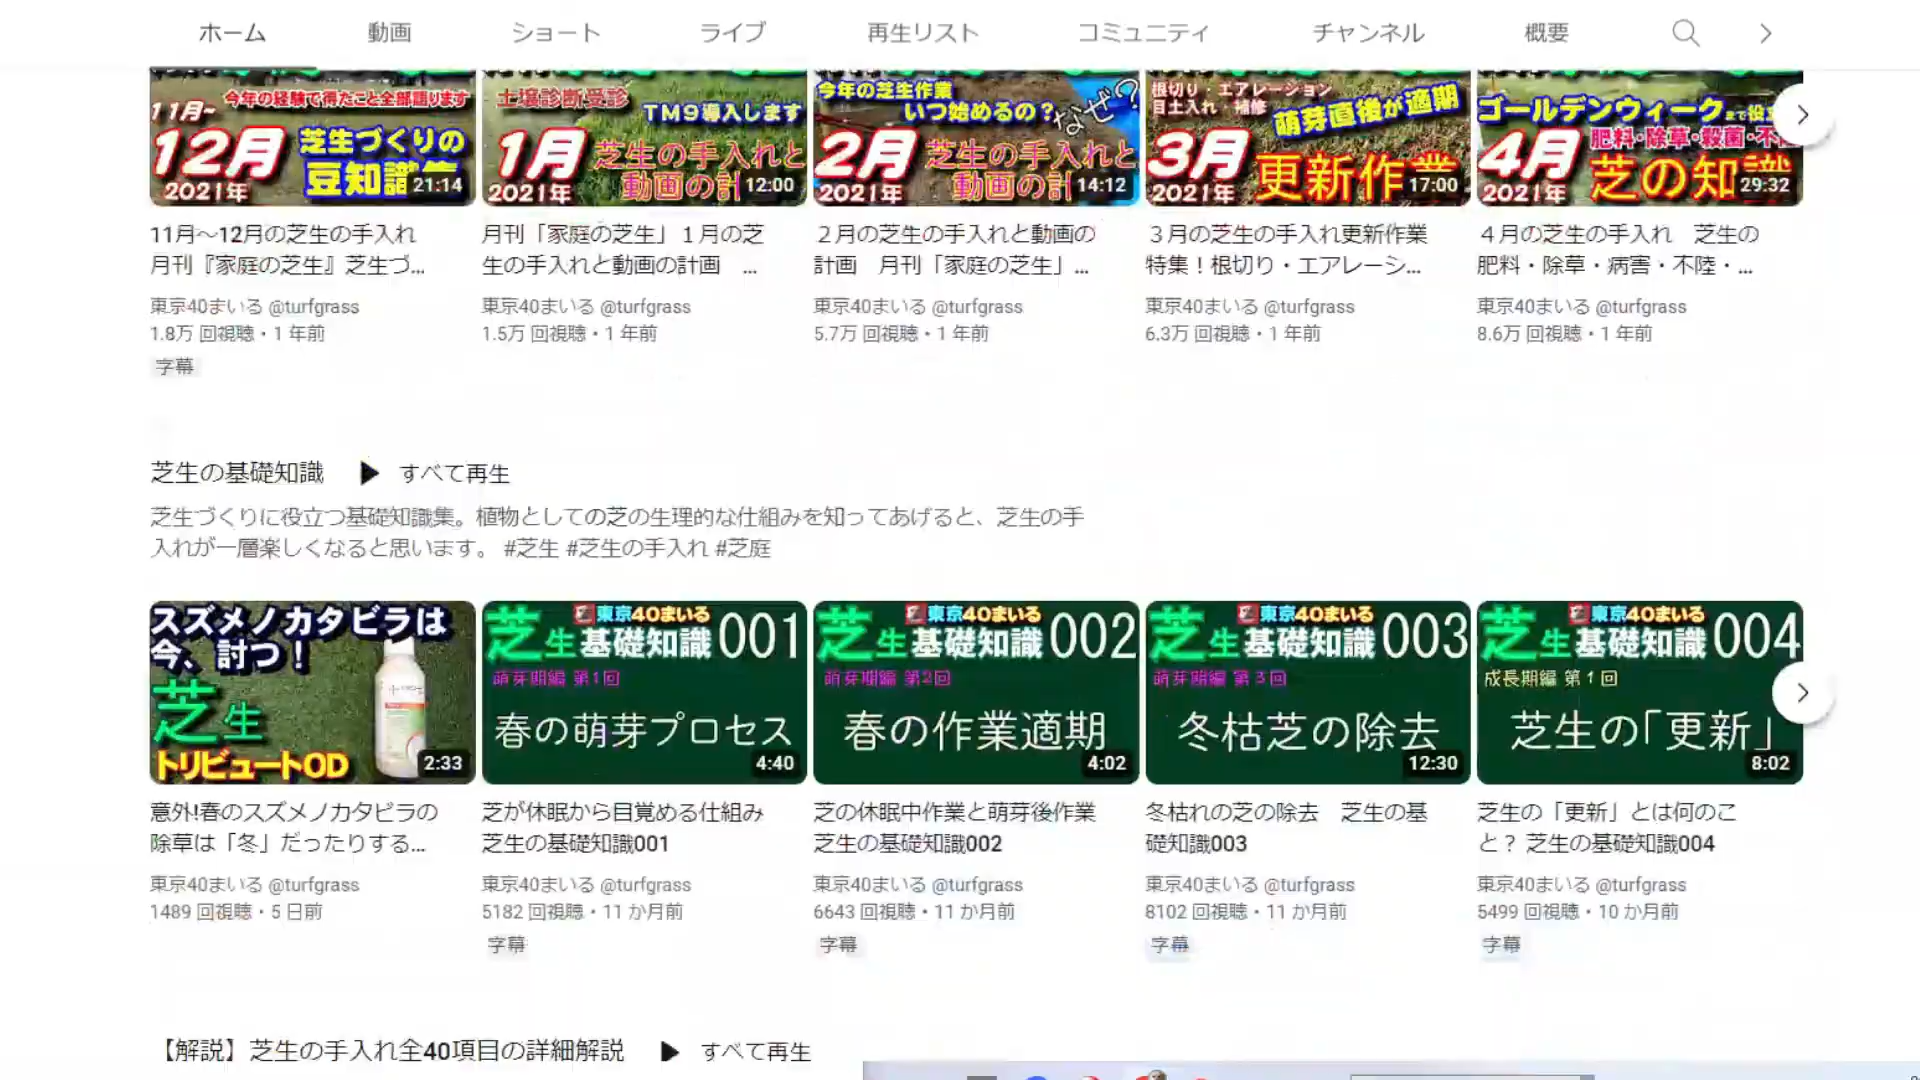 ホーム 動画 ショート ライブ 再生リスト コミュニティ チャンネル 概要
11月~
今年の経験で得たこと全部語ります
12月 芝生づくりの
2021年
21:14
土壌診断受診
TM9導入します
1月 芝生の手入れと
2021年 動画の計
12:00
今年の芝生作業
いつ始めるの?なぜ?
2月 芝生の手入れと
2021年 動画の計
14:12
根切り・エアレーション
目土入れ・補修
萌芽直後が適期
3月 更新作業
2021年
17:00
ゴールデンウィークまで
肥料・除草・殺菌・不
4月 芝の知識
2021年
29:32
11月〜12月の芝生の手入れ
月刊『家庭の芝生』芝生づ...
東京40まいる @turfgrass
1.8万 回視聴・1 年前
字幕
月刊「家庭の芝生」１月の芝
生の手入れと動画の計画　...
東京40まいる @turfgrass
1.5万 回視聴・1 年前
２月の芝生の手入れと動画の
計画　月刊「家庭の芝生」...
東京40まいる @turfgrass
5.7万 回視聴・1 年前
３月の芝生の手入れ更新作業
特集！根切り・エアレーシ...
東京40まいる @turfgrass
6.3万 回視聴・1 年前
４月の芝生の手入れ　芝生の
肥料・除草・病害・不陸・...
東京40まいる @turfgrass
8.6万 回視聴・1 年前
芝生の基礎知識 ▶ すべて再生
芝生づくりに役立つ基礎知識集。植物としての芝の生理的な仕組みを知ってあげると、芝生の手
入れが一層楽しくなると思います。 #芝生 #芝生の手入れ #芝庭
スズメノカタビラは
今、討つ！
芝生
トリビュートOD
2:33
東京40まいる
芝生基礎知識001
萌芽期編 第1回
春の萌芽プロセス
4:40
東京40まいる
芝生基礎知識002
萌芽期編 第2回
春の作業適期
4:02
東京40まいる
芝生基礎知識003
萌芽期編 第３回
冬枯芝の除去
12:30
東京40まいる
芝生基礎知識004
成長期編 第１回
芝生の「更新」
8:02
意外!春のスズメノカタビラの
除草は「冬」だったりする...
東京40まいる @turfgrass
1489 回視聴・5 日前
芝が休眠から目覚める仕組み
芝生の基礎知識001
東京40まいる @turfgrass
5182 回視聴・11 か月前
字幕
芝の休眠中作業と萌芽後作業
芝生の基礎知識002
東京40まいる @turfgrass
6643 回視聴・11 か月前
字幕
冬枯れの芝の除去　芝生の基
礎知識003
東京40まいる @turfgrass
8102 回視聴・11 か月前
字幕
芝生の「更新」とは何のこ
と？ 芝生の基礎知識004
東京40まいる @turfgrass
5499 回視聴・10 か月前
字幕
【解説】芝生の手入れ全40項目の詳細解説 ▶ すべて再生